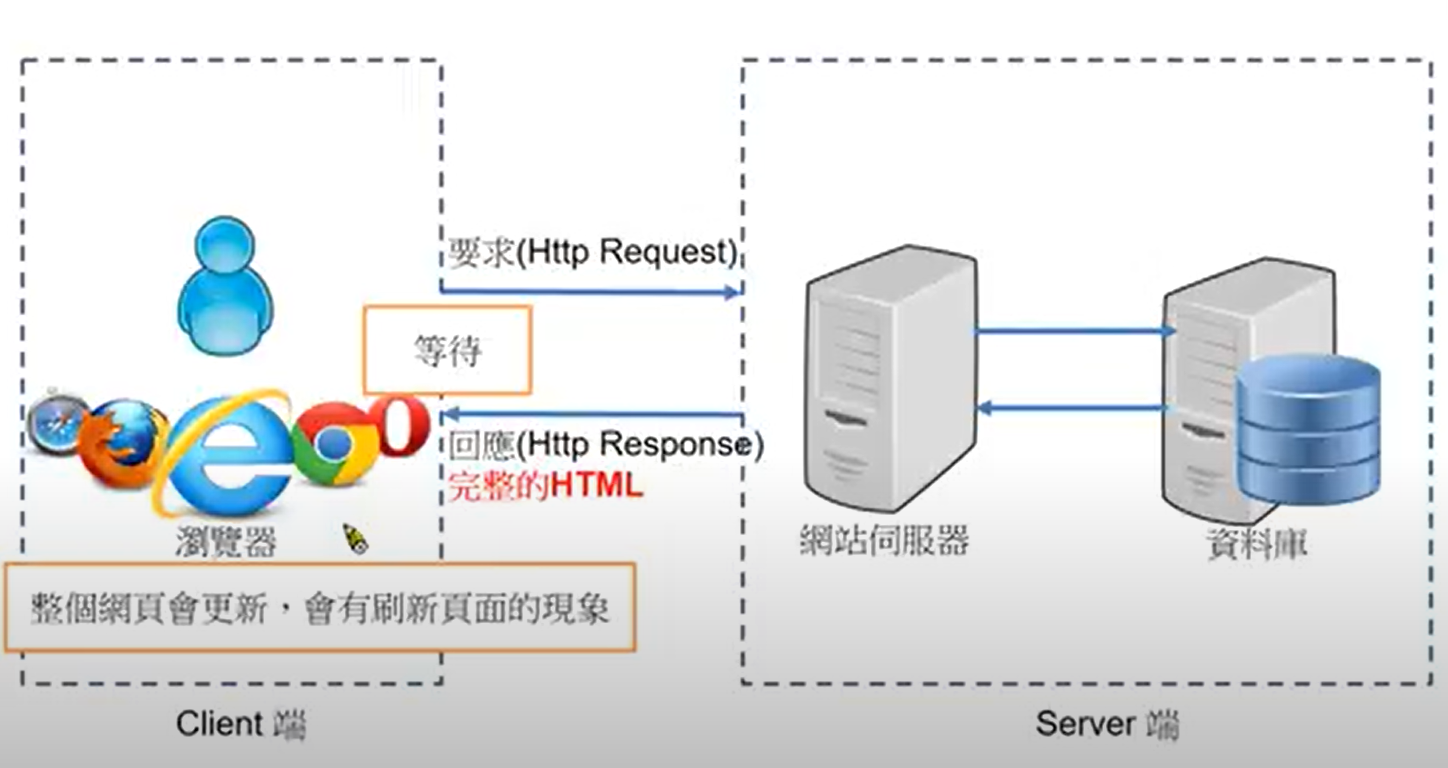 要求(Http Request)
等待
回應(Http Response)
完整的HTML
瀏覽器
網站伺服器
資料庫
整個網頁會更新，會有刷新頁面的現象
Client 端
Server 端